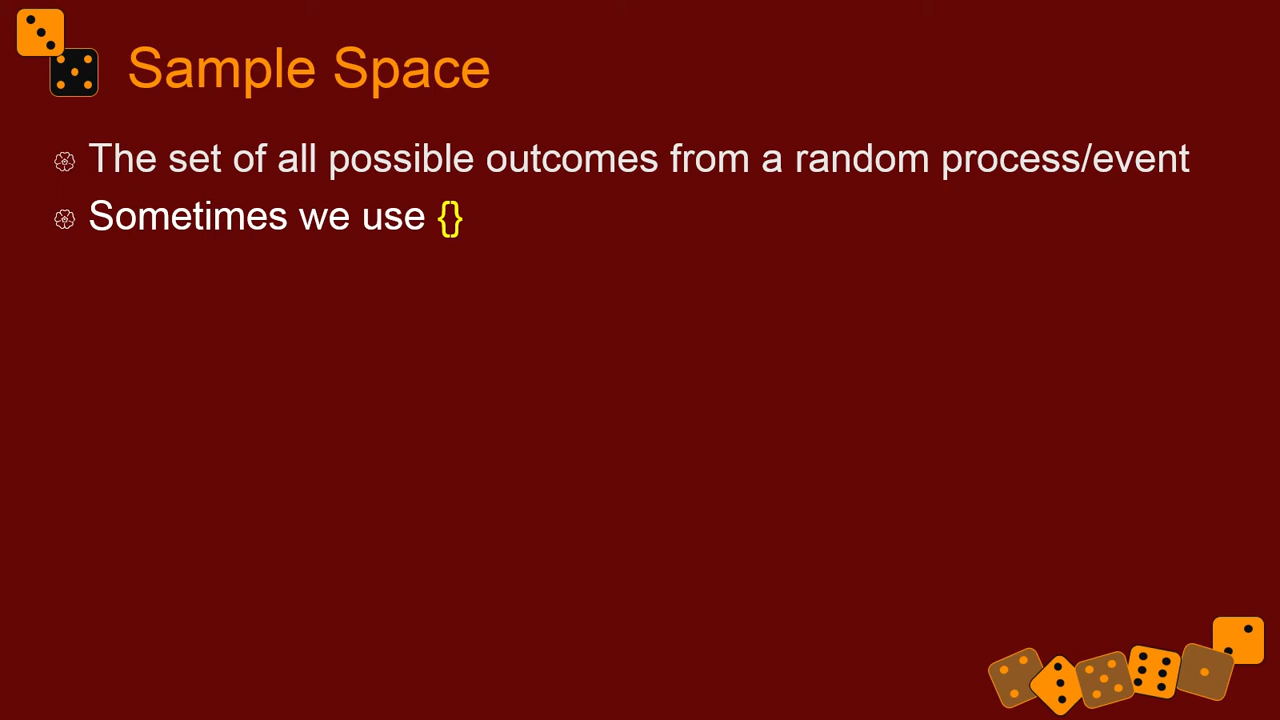 Sample Space
The set of all possible outcomes from a random process/event
Sometimes we use {}